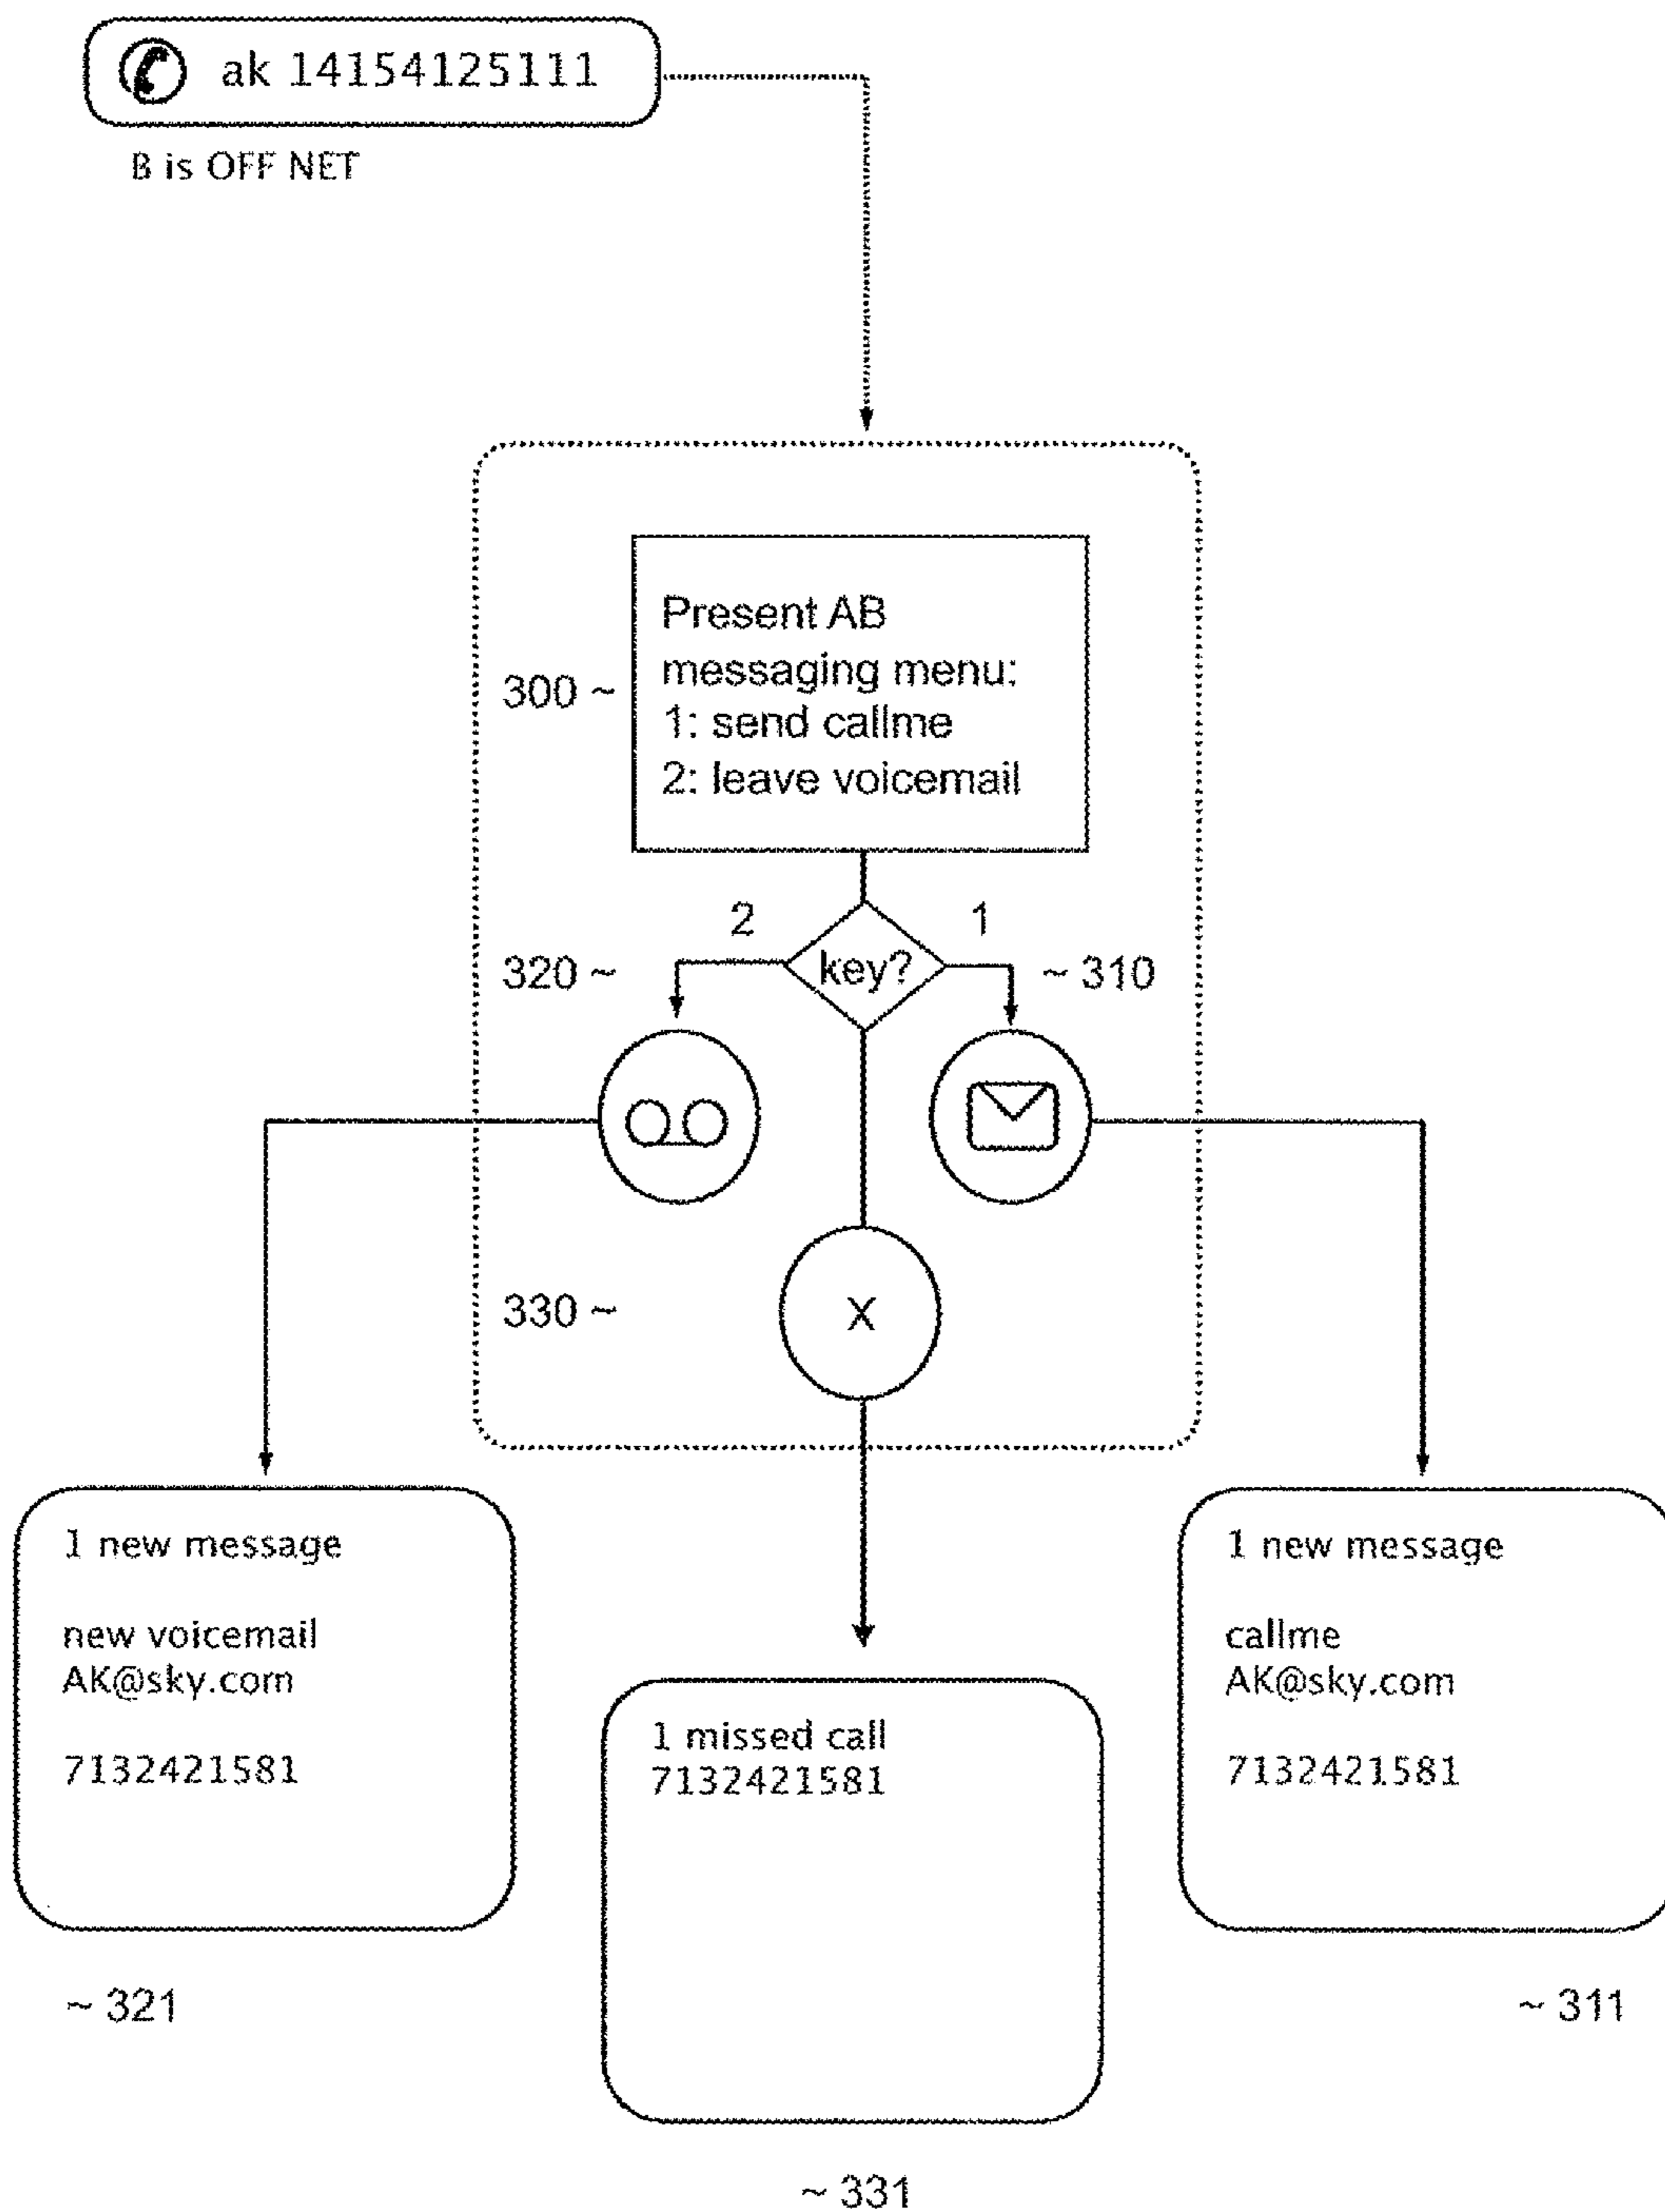 ak 14154125111
B is OFF NET
Present AB
messaging menu:
300 ~
1: send callme
2: leave voicemail
2
1
320 ~
key?
~ 310
330 ~
X
1 new message
new voicemail
AK@sky.com
7132421581
1 missed call
7132421581
1 new message
callme
AK@sky.com
7132421581
~ 321
~ 311
~ 331